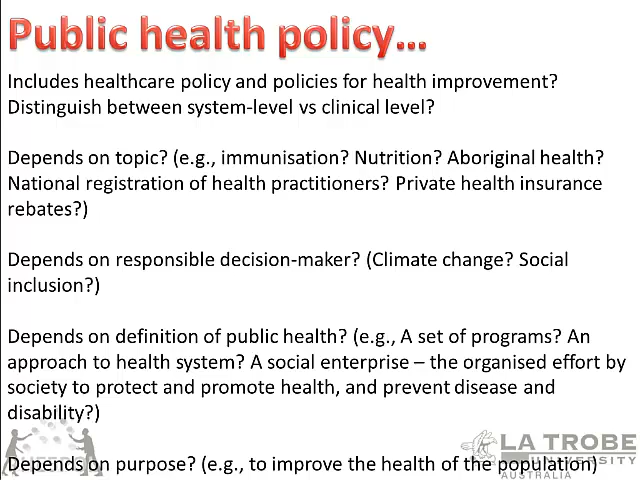 Public health policy...
Includes healthcare policy and policies for health improvement?
Distinguish between system-level vs clinical level?
Depends on topic? (e.g., immunisation? Nutrition? Aboriginal health?
National registration of health practitioners? Private health insurance
rebates?)
Depends on responsible decision-maker? (Climate change? Social
inclusion?)
Depends on definition of public health? (e.g., A set of programs? An
approach to health system? A social enterprise – the organised effort by
society to protect and promote health, and prevent disease and
disability?)
LA TROBE
UNIVERSITY
Depends on purpose? (e.g., to improve the health of the population)
AUSTRALIA